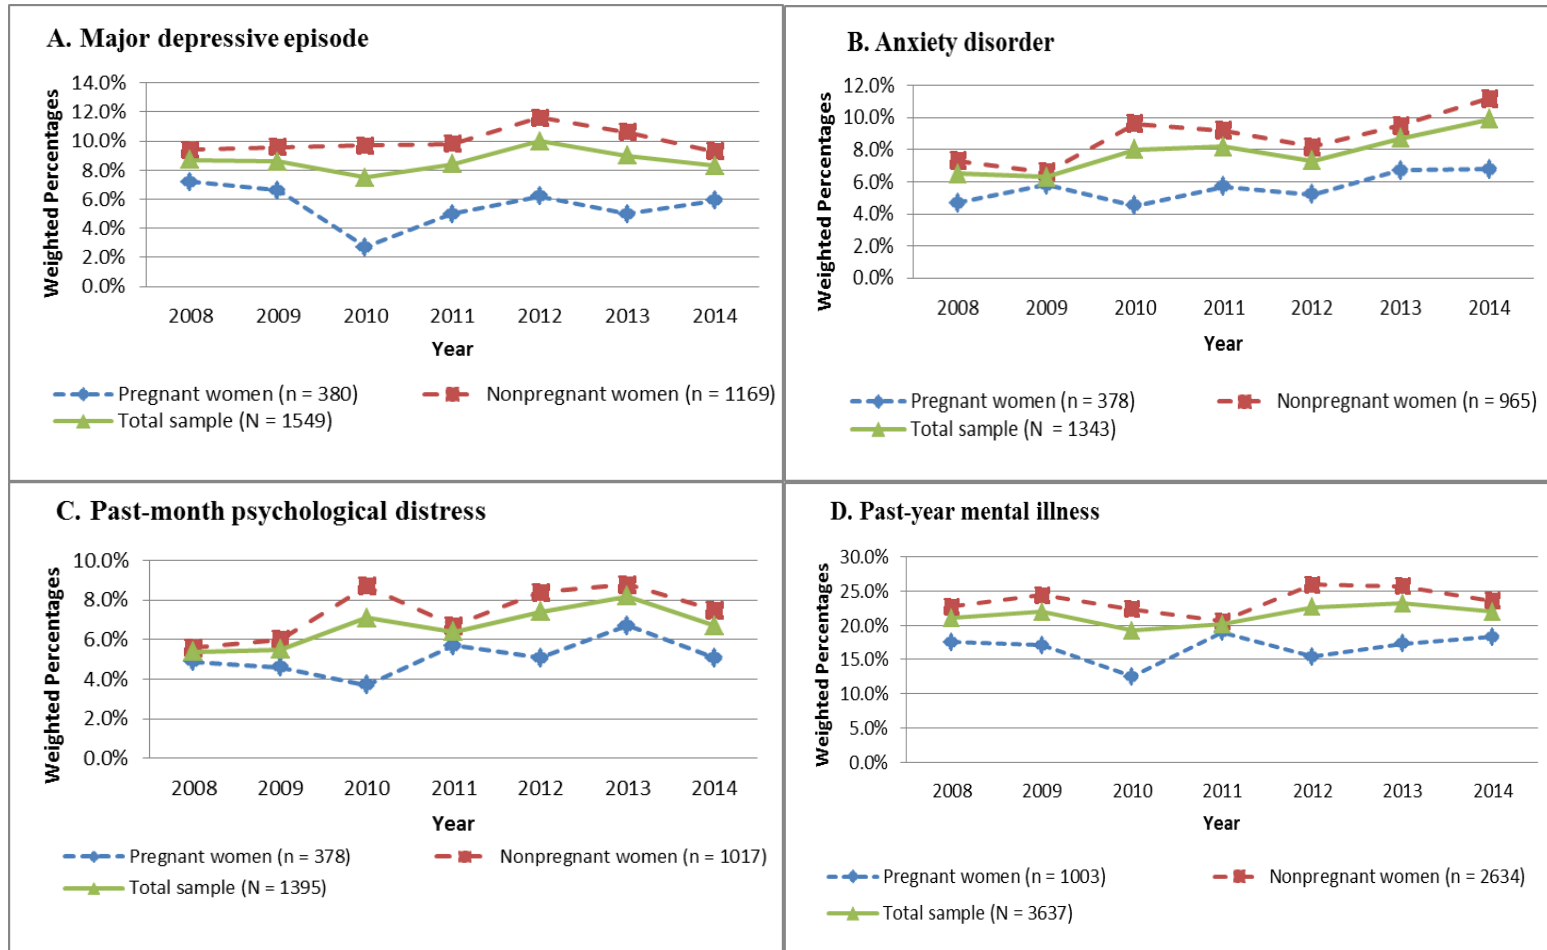 A. Major depressive episode
Weighted Percentages
14.0%
12.0%
10.0%
8.0%
6.0%
4.0%
2.0%
0.0%
2008 2009 2010 2011 2012 2013 2014
Year
Pregnant women (n = 380) Nonpregnant women (n = 1169)
Total sample (N = 1549)
B. Anxiety disorder
Weighted Percentages
12.0%
10.0%
8.0%
6.0%
4.0%
2.0%
0.0%
2008 2009 2010 2011 2012 2013 2014
Year
Pregnant women (n = 378) Nonpregnant women (n = 965)
Total sample (N = 1343)
C. Past-month psychological distress
Weighted Percentages
10.0%
8.0%
6.0%
4.0%
2.0%
0.0%
2008 2009 2010 2011 2012 2013 2014
Year
Pregnant women (n = 378) Nonpregnant women (n = 1017)
Total sample (N = 1395)
D. Past-year mental illness
Weighted Percentages
30.0%
25.0%
20.0%
15.0%
10.0%
5.0%
0.0%
2008 2009 2010 2011 2012 2013 2014
Year
Pregnant women (n = 1003) Nonpregnant women (n = 2634)
Total sample (N = 3637)